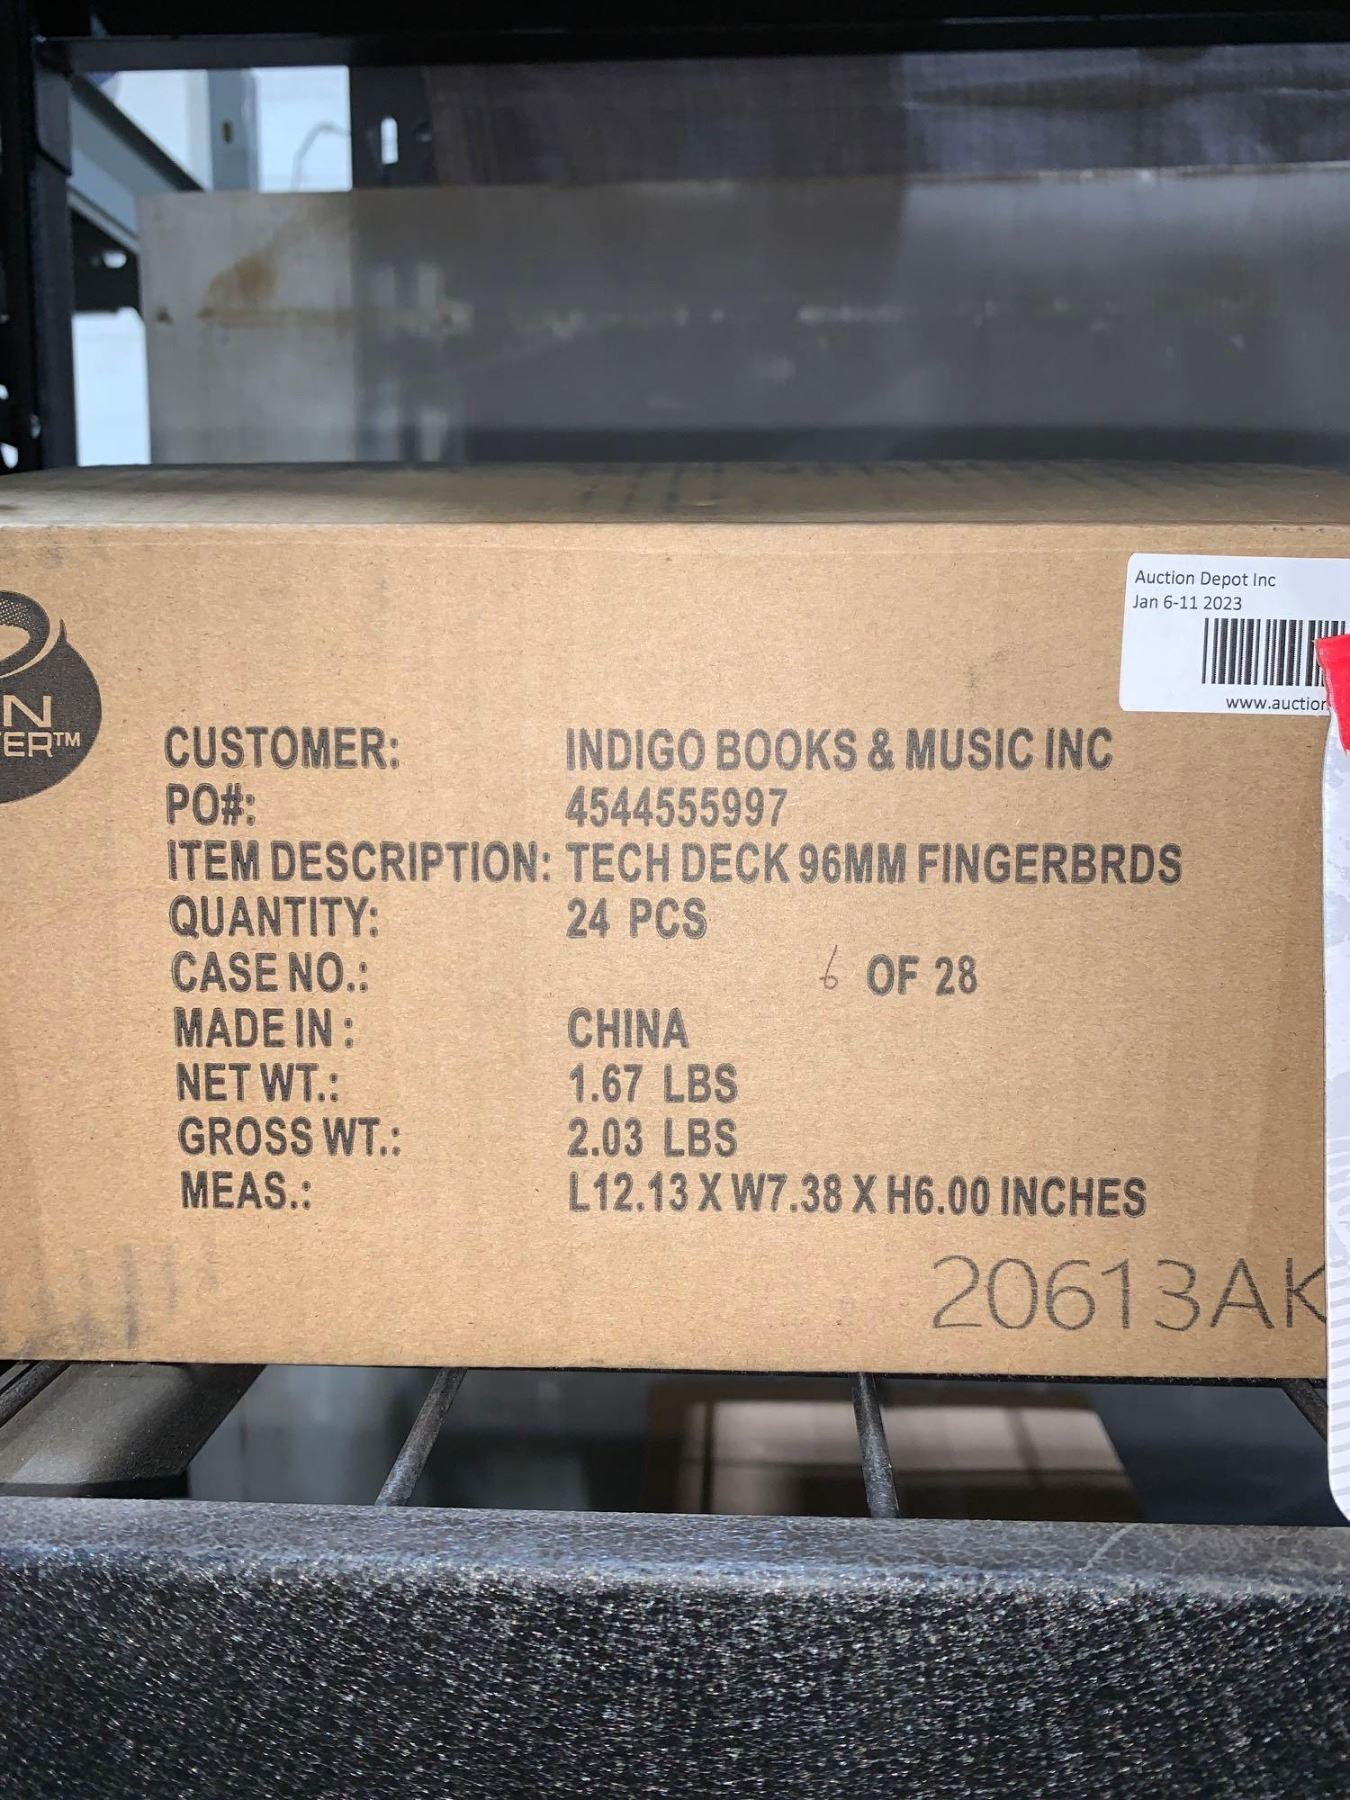 Auction Depot Inc
Jan 6-11 2023
www.auction
N
ER™
CUSTOMER: INDIGO BOOKS & MUSIC INC
PO#: 4544555997
ITEM DESCRIPTION: TECH DECK 96MM FINGERBRDS
QUANTITY: 24 PCS
CASE NO.: 6 OF 28
MADE IN : CHINA
NET WT.: 1.67 LBS
GROSS WT.: 2.03 LBS
MEAS.: L12.13 X W7.38 X H6.00 INCHES
20613AK